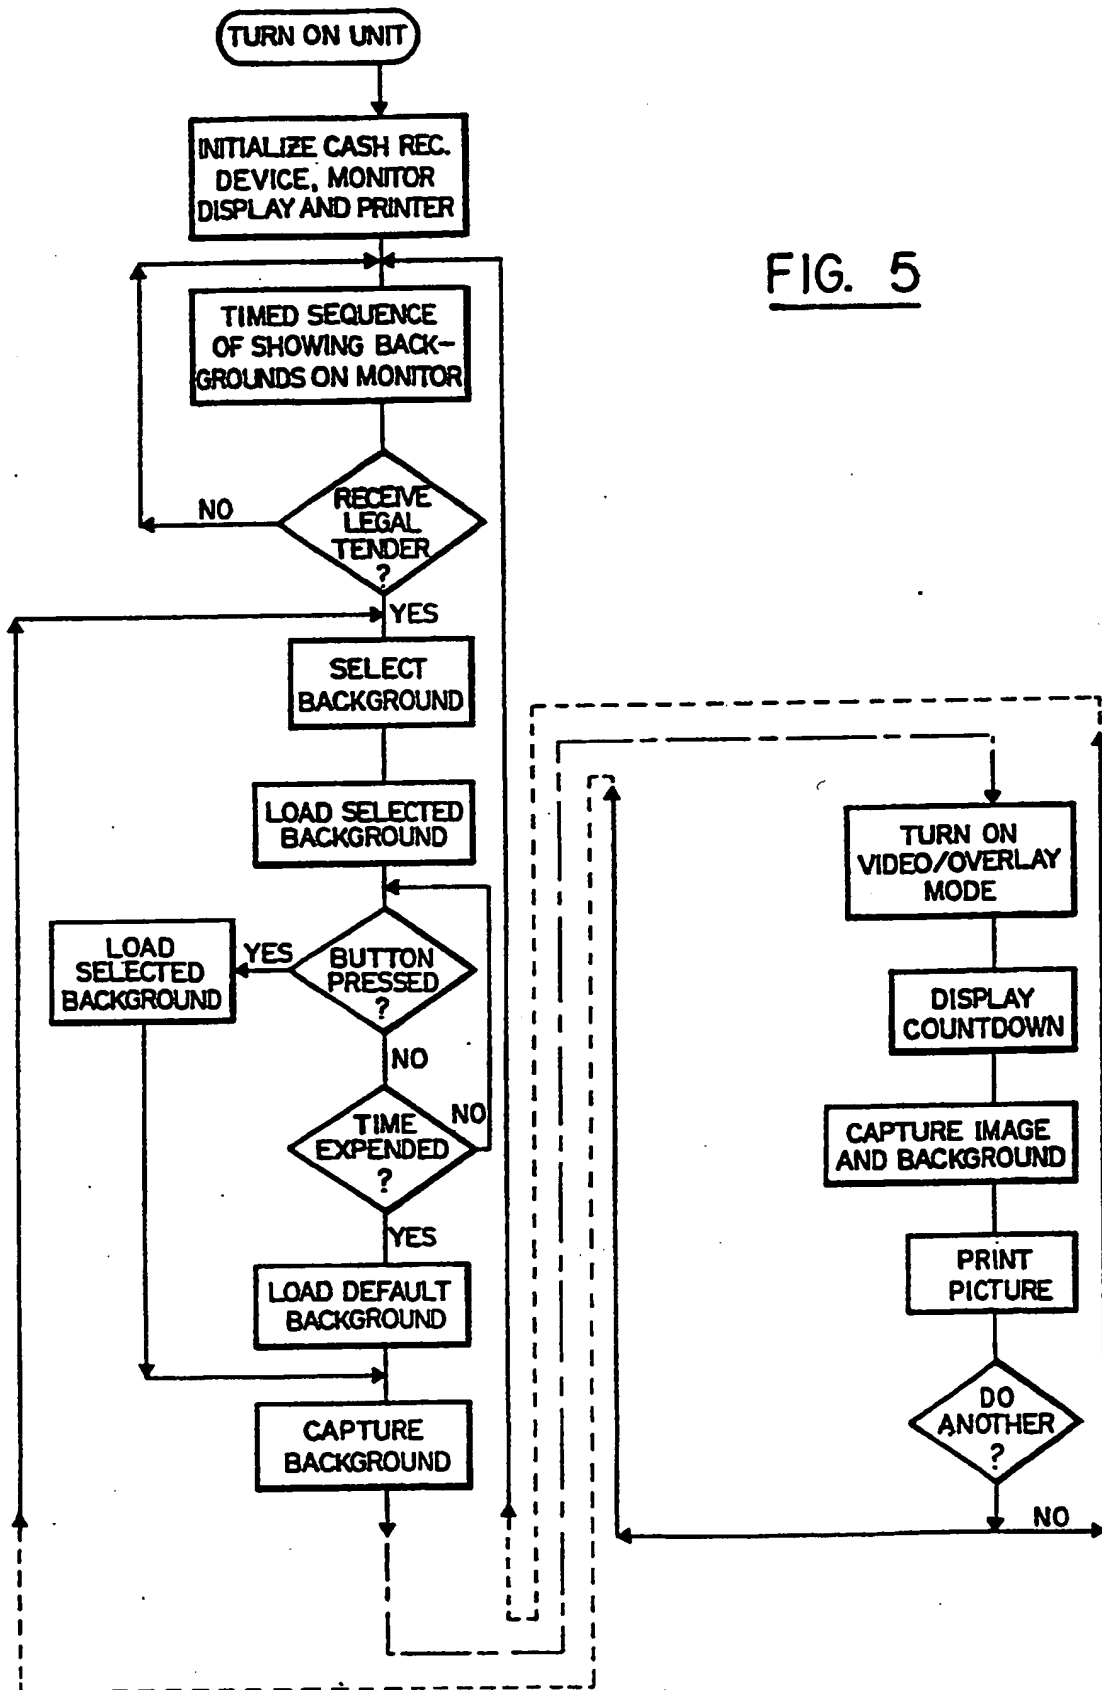 TURN ON UNIT
INITIALIZE CASH REC.
DEVICE, MONITOR
DISPLAY AND PRINTER
FIG. 5
TIMED SEQUENCE
OF SHOWING BACK-
GROUNDS ON MONITOR
RECEIVE
LEGAL
TENDER
?
NO
YES
SELECT
BACKGROUND
LOAD SELECTED
BACKGROUND
BUTTON
PRESSED
?
YES
LOAD
SELECTED
BACKGROUND
NO
TIME
EXPENDED
?
NO
YES
LOAD DEFAULT
BACKGROUND
CAPTURE
BACKGROUND
TURN ON
VIDEO/OVERLAY
MODE
DISPLAY
COUNTDOWN
CAPTURE IMAGE
AND BACKGROUND
PRINT
PICTURE
DO
ANOTHER
?
NO